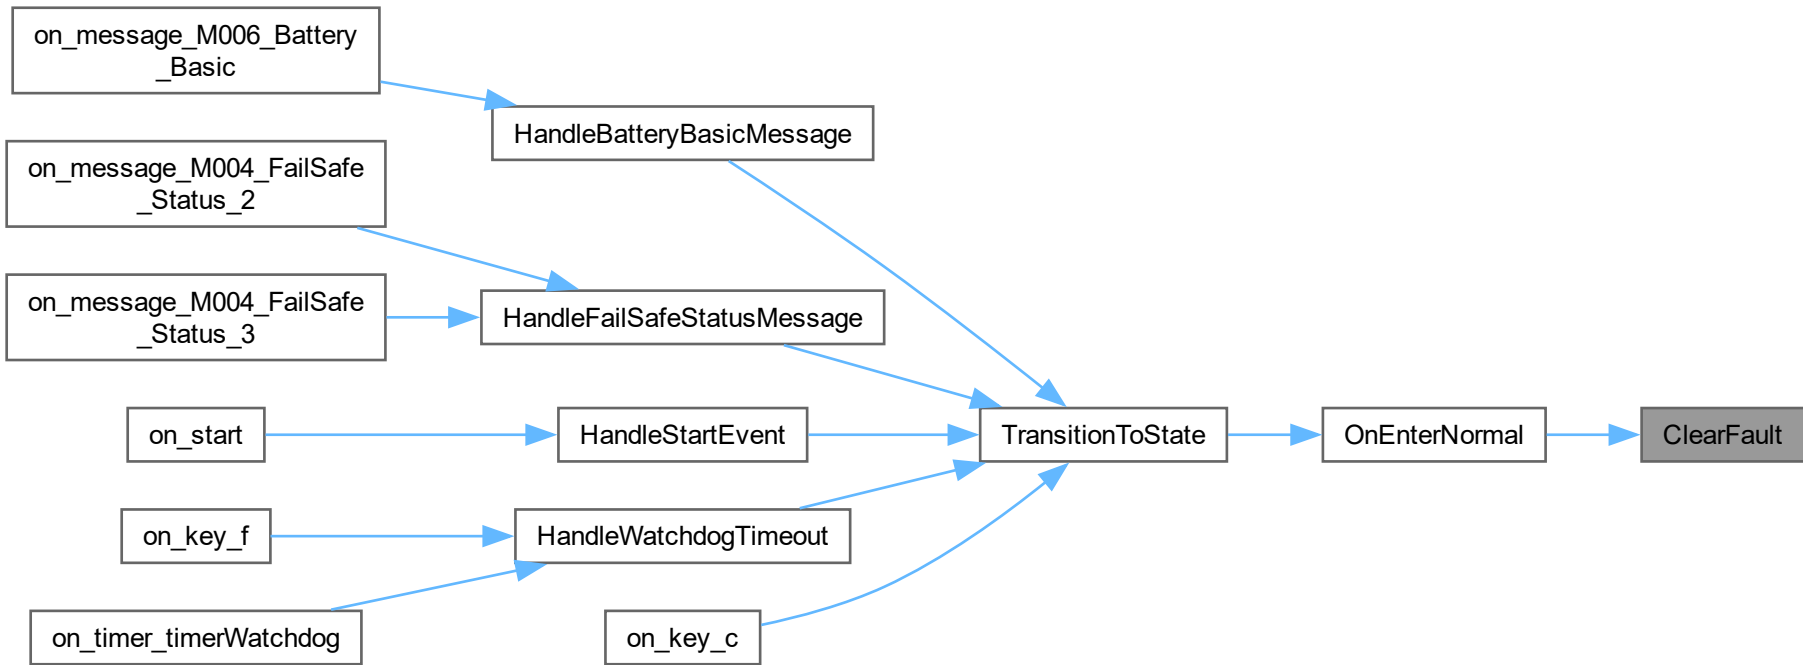 on_message_M006_Battery
_Basic
HandleBatteryBasicMessage
on_message_M004_FailSafe
_Status_2
on_message_M004_FailSafe
_Status_3
HandleFailSafeStatusMessage
on_start
HandleStartEvent
TransitionToState
OnEnterNormal
ClearFault
on_key_f
HandleWatchdogTimeout
on_timer_timerWatchdog
on_key_c